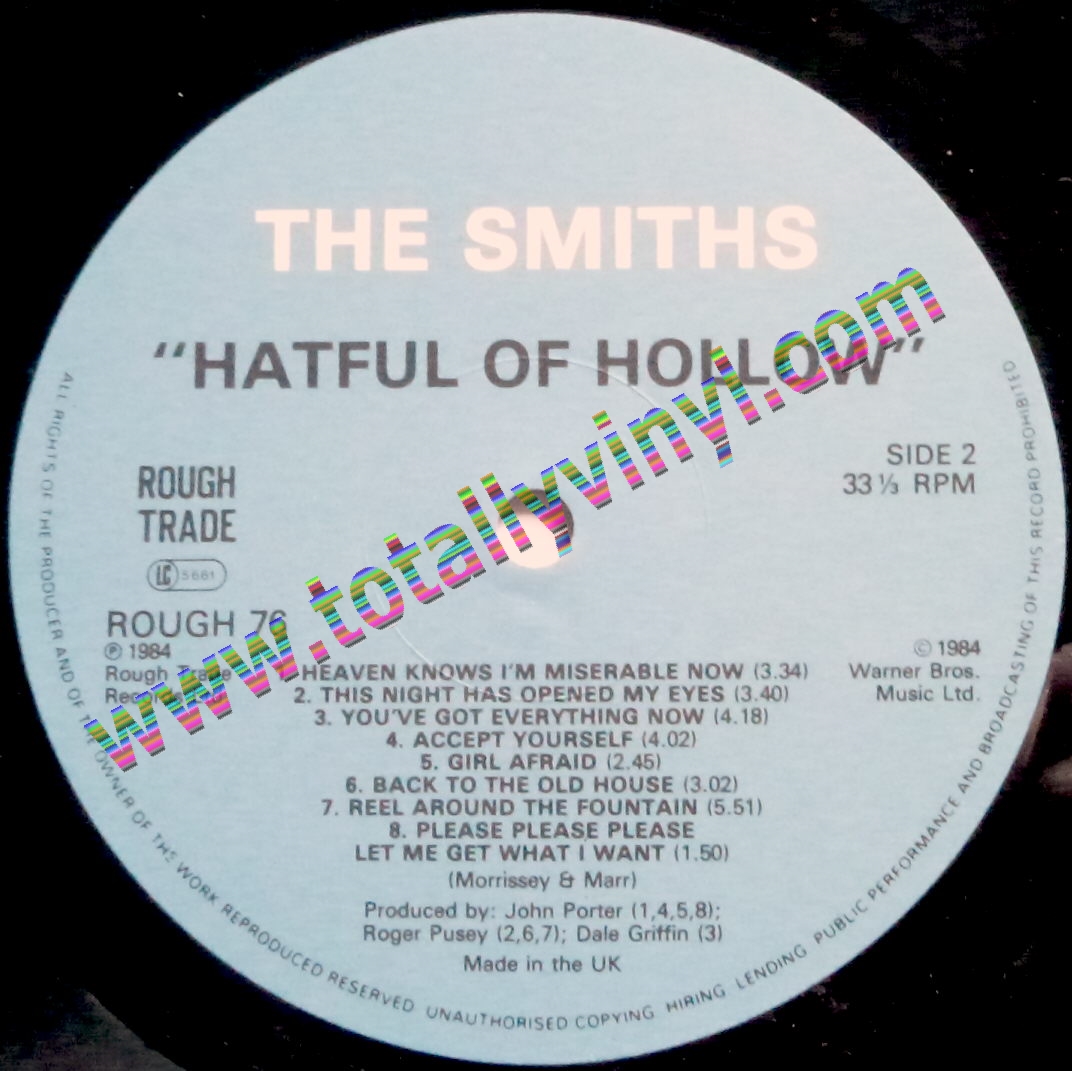 THE SMITHS
"HATFUL OF HOLLOW"
SIDE 2
33 ⅓ RPM
ROUGH
TRADE
LC 5661
ROUGH 76
℗ 1984
Rough Trade
Records
© 1984
Warner Bros.
Music Ltd.
HEAVEN KNOWS I'M MISERABLE NOW (3.34)
2. THIS NIGHT HAS OPENED MY EYES (3.40)
3. YOU'VE GOT EVERYTHING NOW (4.18)
4. ACCEPT YOURSELF (4.02)
5. GIRL AFRAID (2.45)
6. BACK TO THE OLD HOUSE (3.02)
7. REEL AROUND THE FOUNTAIN (5.51)
8. PLEASE PLEASE PLEASE
LET ME GET WHAT I WANT (1.50)
(Morrissey & Marr)
Produced by: John Porter (1,4,5,8);
Roger Pusey (2,6,7); Dale Griffin (3)
Made in the UK
ALL RIGHTS OF THE PRODUCER AND OF THE OWNER OF THE WORK REPRODUCED RESERVED UNAUTHORISED COPYING HIRING LENDING PUBLIC PERFORMANCE AND BROADCASTING OF THIS RECORD PROHIBITED
www.totallyvinyl.com